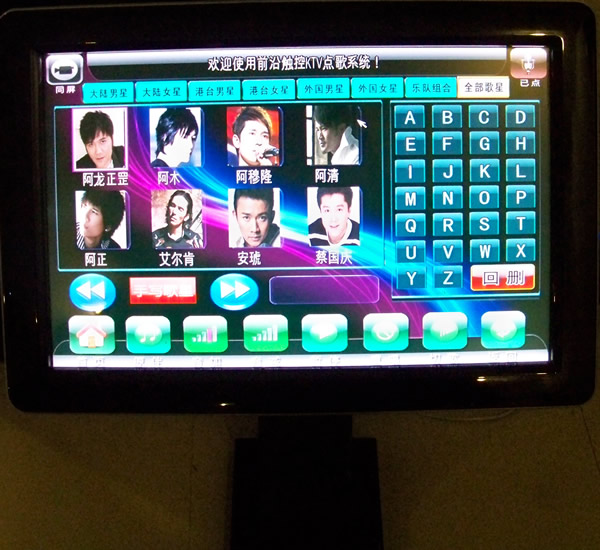 欢迎使用前沿触控KTV点歌系统！
同屏
已点
大陆男星 大陆女星 港台男星 港台女星 外国男星 外国女星 乐队组合 全部歌星
阿龙正罡 阿木 阿穆隆 阿清
阿正 艾尔肯 安琥 蔡国庆
A B C D
E F G H
I J K L
M N O P
Q R S T
U V W X
Y Z 回删